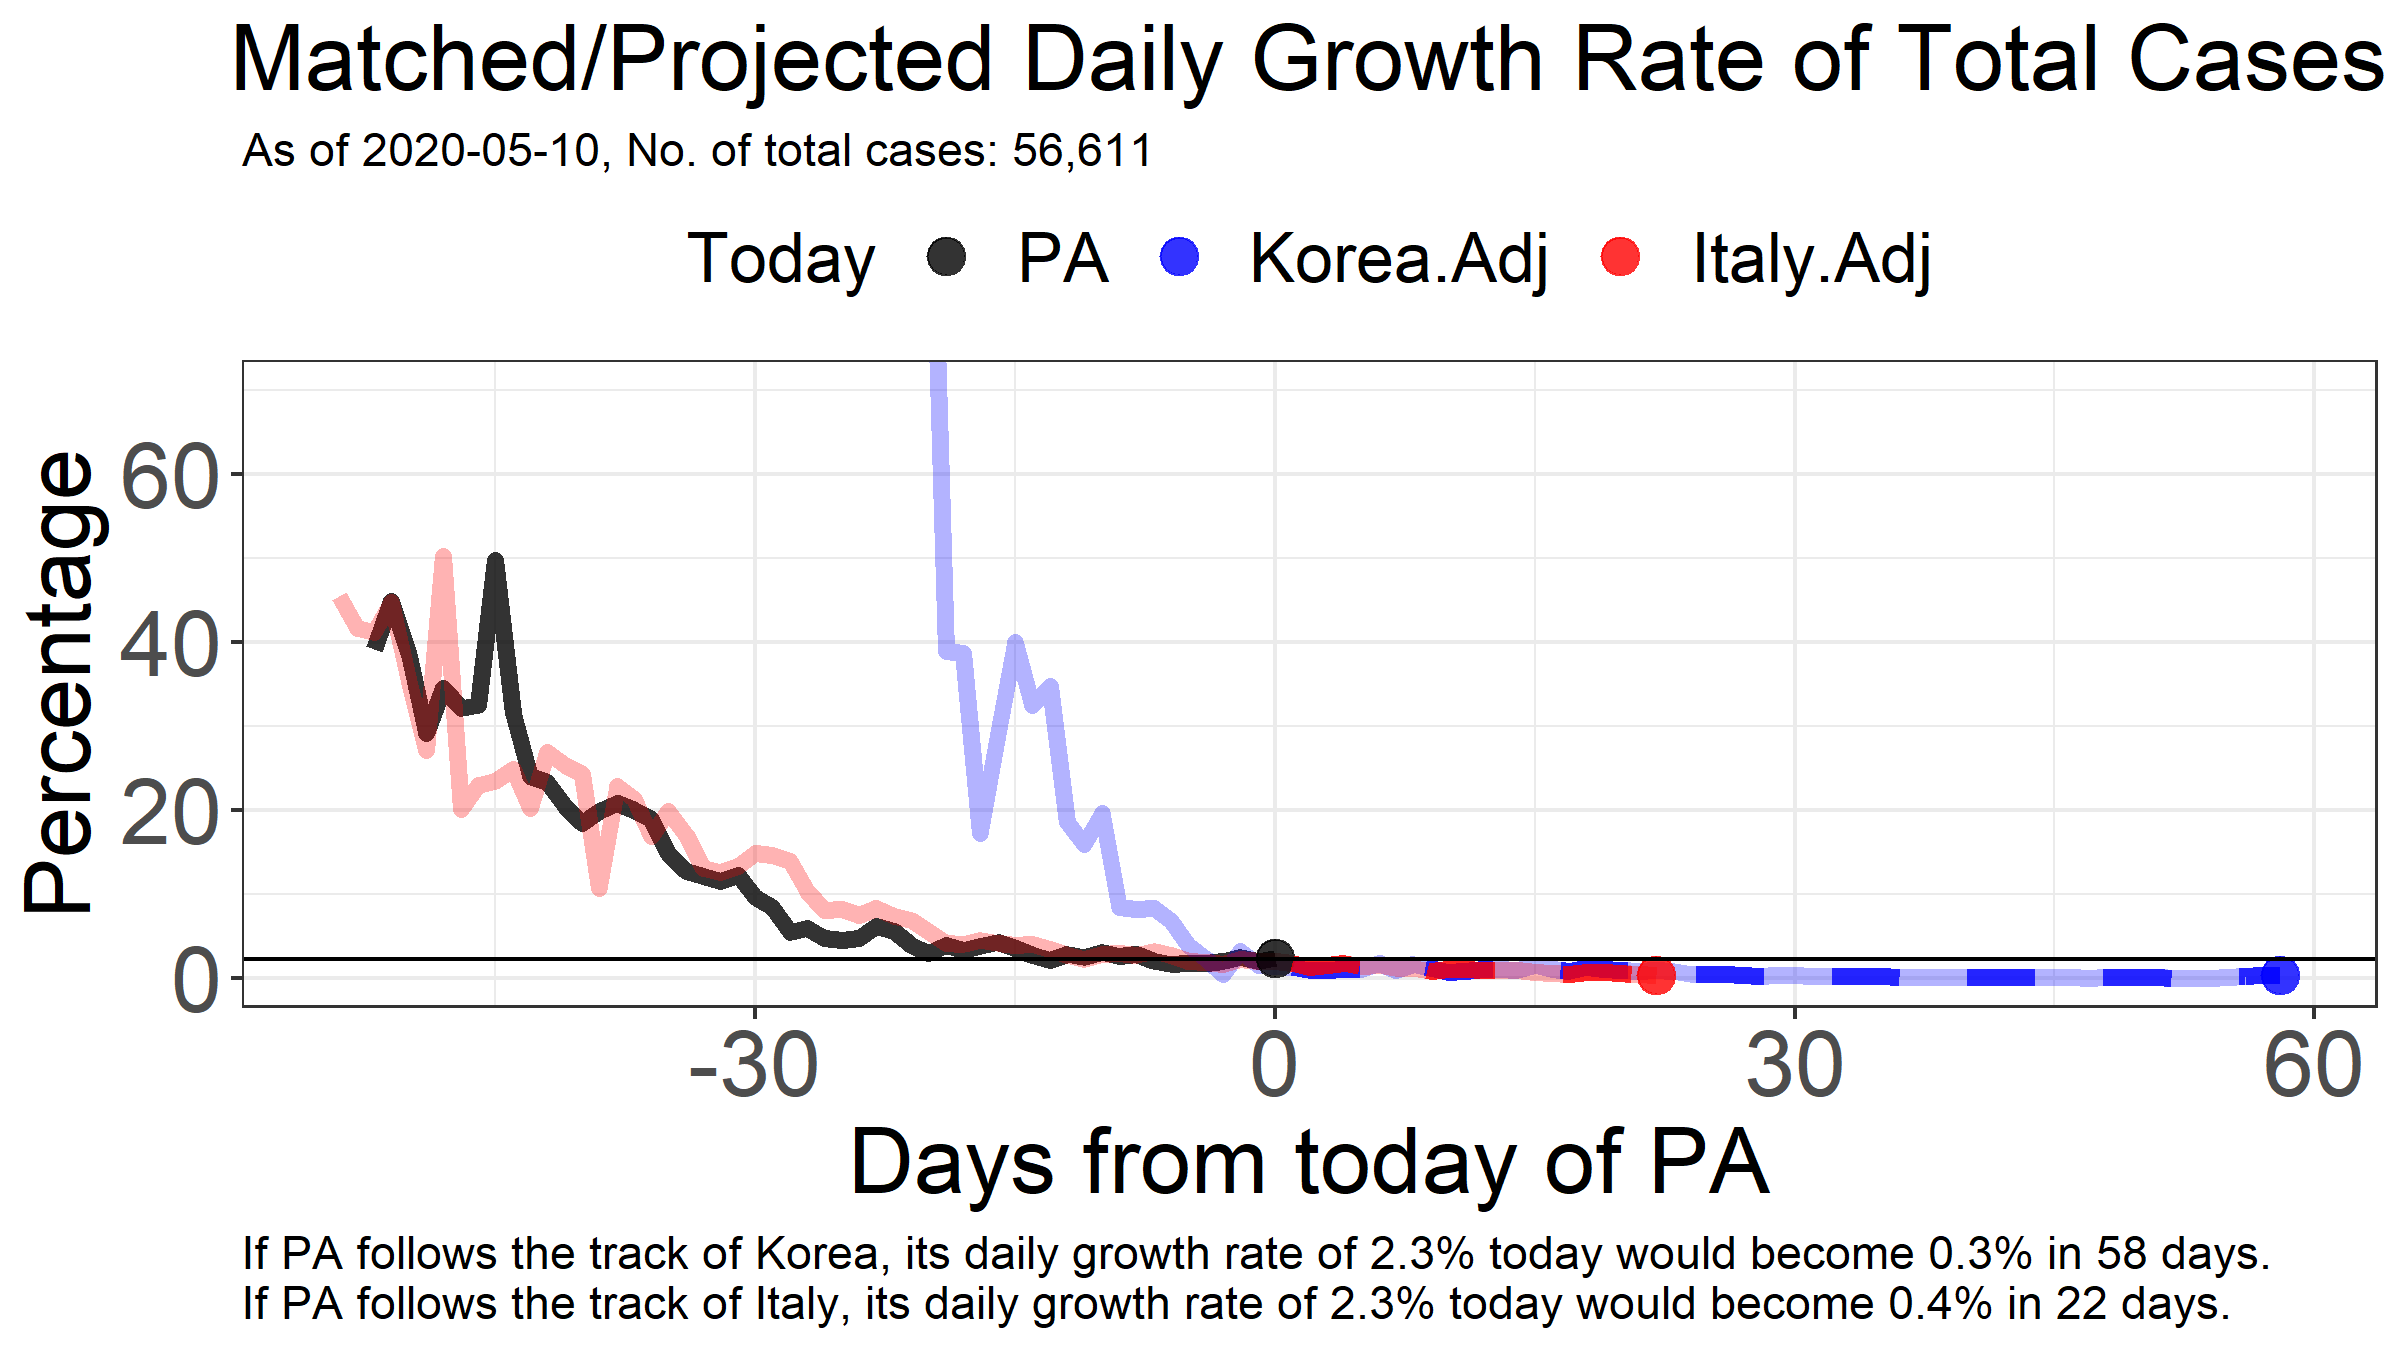 Matched/Projected Daily Growth Rate of Total Cases
As of 2020-05-10, No. of total cases: 56,611
Today PA Korea.Adj Italy.Adj
Percentage
60
40
20
0
-30 0 30 60
Days from today of PA
If PA follows the track of Korea, its daily growth rate of 2.3% today would become 0.3% in 58 days.
If PA follows the track of Italy, its daily growth rate of 2.3% today would become 0.4% in 22 days.